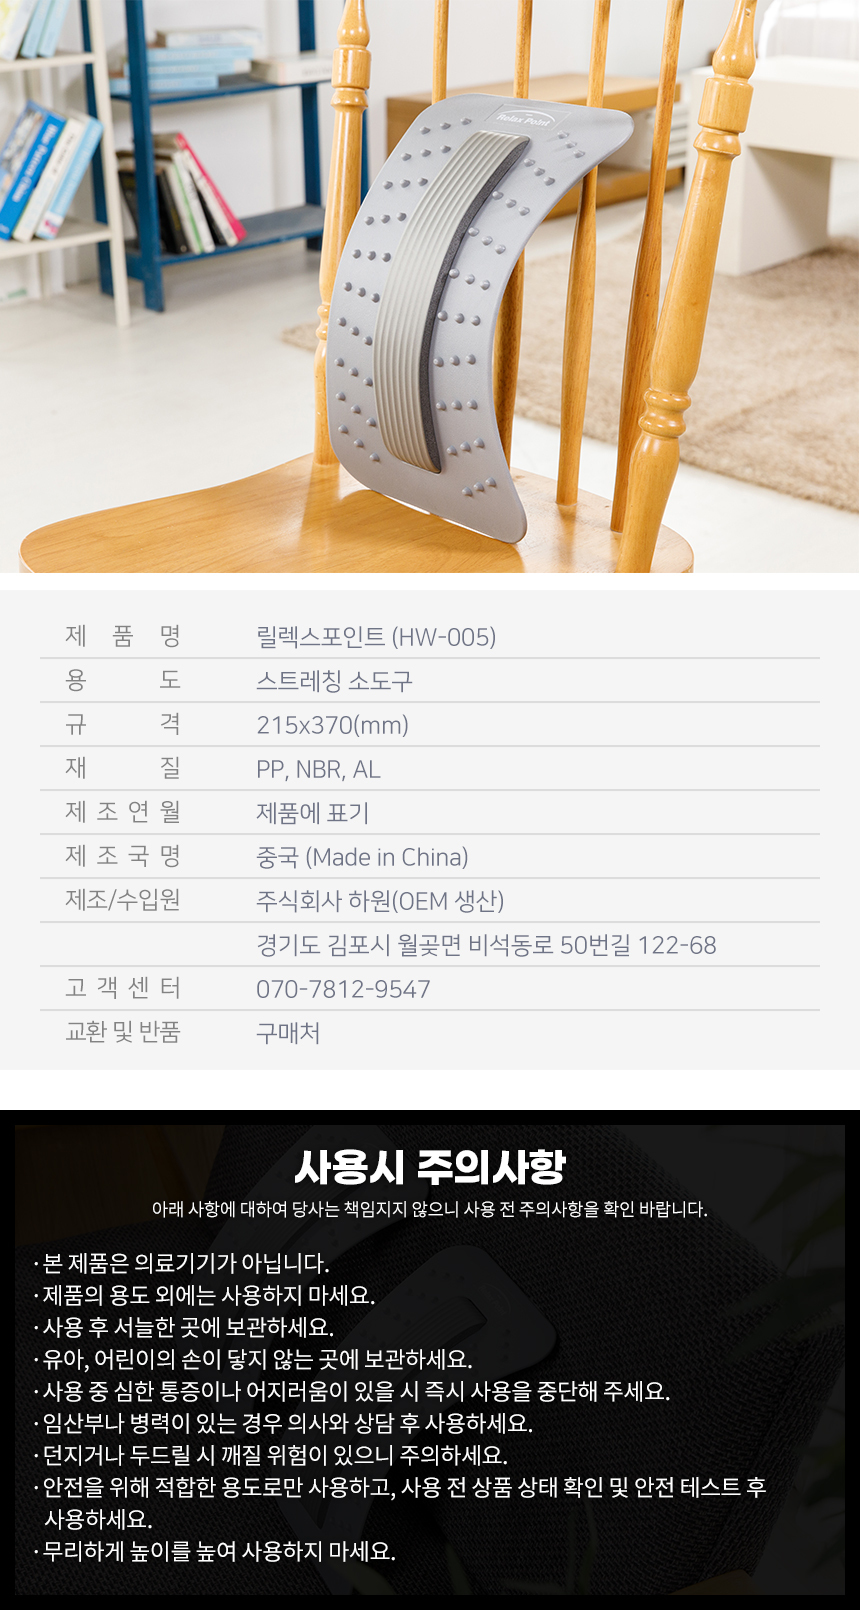 Relax Point
제 품 명 릴렉스포인트 (HW-005)
용 도 스트레칭 소도구
규 격 215x370(mm)
재 질 PP, NBR, AL
제 조 연 월 제품에 표기
제 조 국 명 중국 (Made in China)
제조/수입원 주식회사 하원(OEM 생산)
경기도 김포시 월곶면 비석동로 50번길 122-68
고 객 센 터 070-7812-9547
교환 및 반품 구매처
사용시 주의사항
아래 사항에 대하여 당사는 책임지지 않으니 사용 전 주의사항을 확인 바랍니다.
· 본 제품은 의료기기가 아닙니다.
· 제품의 용도 외에는 사용하지 마세요.
· 사용 후 서늘한 곳에 보관하세요.
· 유아, 어린이의 손이 닿지 않는 곳에 보관하세요.
· 사용 중 심한 통증이나 어지러움이 있을 시 즉시 사용을 중단해 주세요.
· 임산부나 병력이 있는 경우 의사와 상담 후 사용하세요.
· 던지거나 두드릴 시 깨질 위험이 있으니 주의하세요.
· 안전을 위해 적합한 용도로만 사용하고, 사용 전 상품 상태 확인 및 안전 테스트 후
사용하세요.
· 무리하게 높이를 높여 사용하지 마세요.